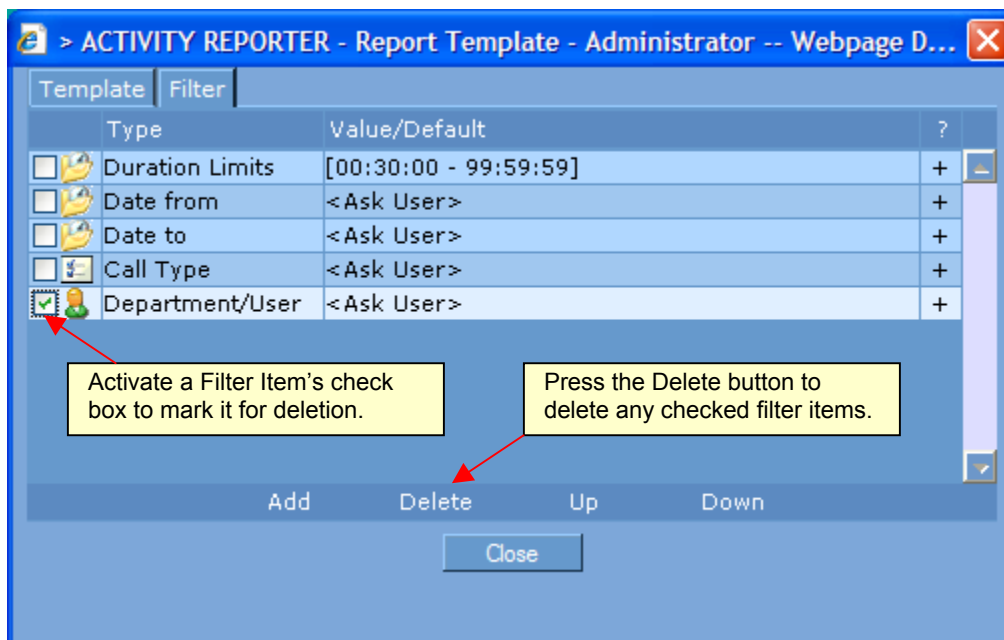 > ACTIVITY REPORTER - Report Template - Administrator -- Webpage D...
Template Filter
Type Value/Default ?
Duration Limits [00:30:00 - 99:59:59] +
Date from <Ask User> +
Date to <Ask User> +
Call Type <Ask User> +
Department/User <Ask User> +
Activate a Filter Item's check
box to mark it for deletion.
Press the Delete button to
delete any checked filter items.
Add Delete Up Down
Close